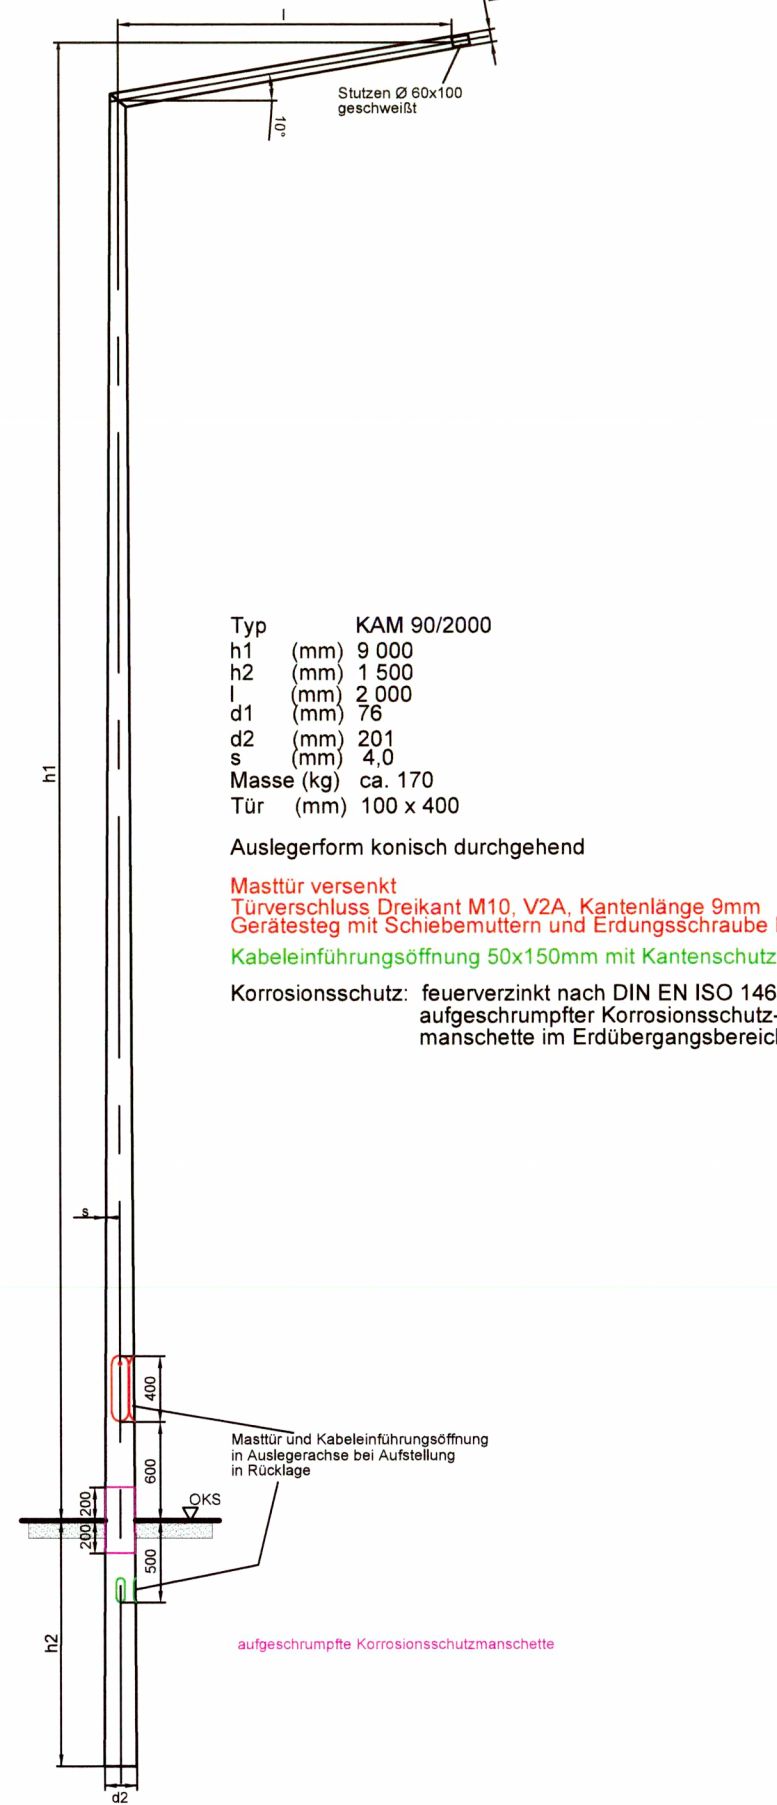 l
Stutzen Ø 60x100
geschweißt
10°
Typ KAM 90/2000
h1 (mm) 9 000
h2 (mm) 1 500
l (mm) 2 000
d1 (mm) 76
d2 (mm) 201
s (mm) 4,0
Masse (kg) ca. 170
Tür (mm) 100 x 400
h1
Auslegerform konisch durchgehend
Masttür versenkt
Türverschluss Dreikant M10, V2A, Kantenlänge 9mm
Gerätesteg mit Schiebemuttern und Erdungsschraube
Kabeleinführungsöffnung 50x150mm mit Kantenschutz
Korrosionsschutz: feuerverzinkt nach DIN EN ISO 146
aufgeschrumpfter Korrosionsschutz-
manschette im Erdübergangsbereich
s
400
Masttür und Kabeleinführungsöffnung
in Auslegerachse bei Aufstellung
in Rücklage
600
200
OKS
200
500
h2
aufgeschrumpfte Korrosionsschutzmanschette
d2